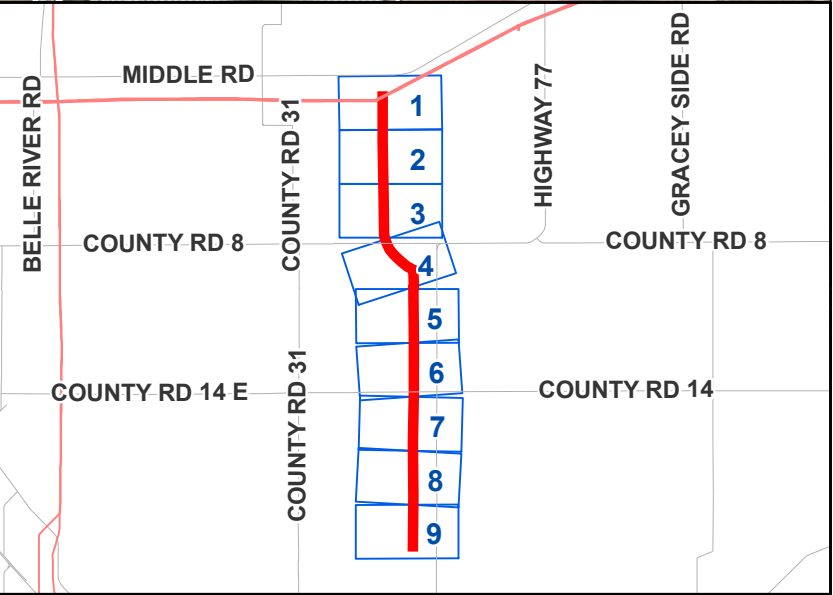 GRACEY SIDE RD
MIDDLE RD
HIGHWAY 77
BELLE RIVER RD
COUNTY RD 31
1
2
3
COUNTY RD 8
COUNTY RD 8
4
5
COUNTY RD 31
6
COUNTY RD 14 E
COUNTY RD 14
7
8
9